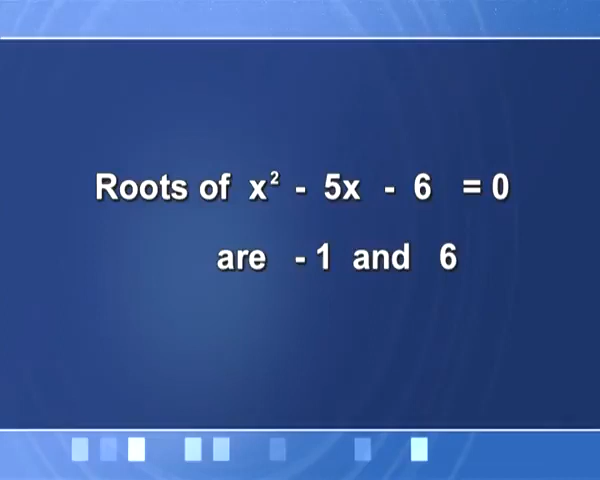 Roots of x² - 5x - 6 = 0
are - 1 and 6